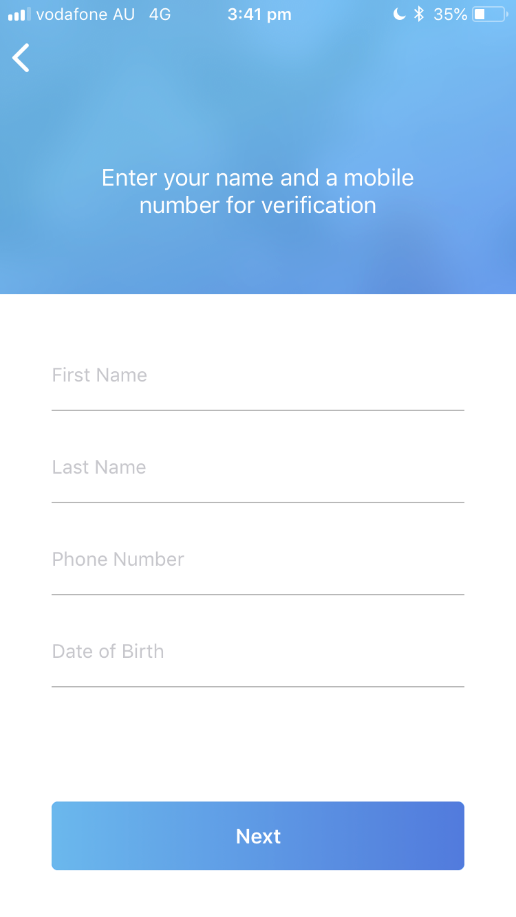 vodafone AU 4G 3:41 pm 35%
Enter your name and a mobile
number for verification
First Name
Last Name
Phone Number
Date of Birth
Next